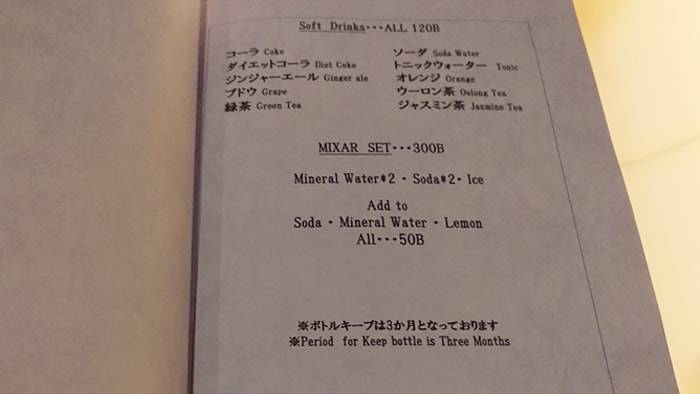 Soft Drinks・・・ALL 120B
コーラ Coke ソーダ Soda Water
ダイエットコーラ Diet Coke トニックウォーター Tonic
ジンジャーエール Ginger ale オレンジ Orange
ブドウ Grape ウーロン茶 Oolong Tea
緑茶 Green Tea ジャスミン茶 Jasmine Tea
MIXAR SET・・・300B
Mineral Water*2・Soda*2・Ice
Add to
Soda・Mineral Water・Lemon
All・・・50B
※ボトルキープは3か月となっております
※Period for Keep bottle is Three Months